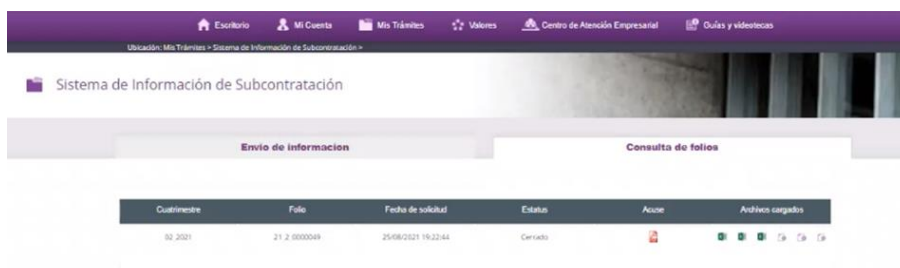 Escritorio Mi Cuenta Mis Trámites Valores Centro de Atención Empresarial Guías y videotecas
Ubicación: Mis Trámites > Sistema de Información de Subcontratación >
Sistema de Información de Subcontratación
Envio de informacion Consulta de folios
Cuatrimestre Folio Fecha de solicitud Estatus Acuse Archivos cargados
02 2021 21 2 0000049 25/08/2021 19:22:44 Cerrado